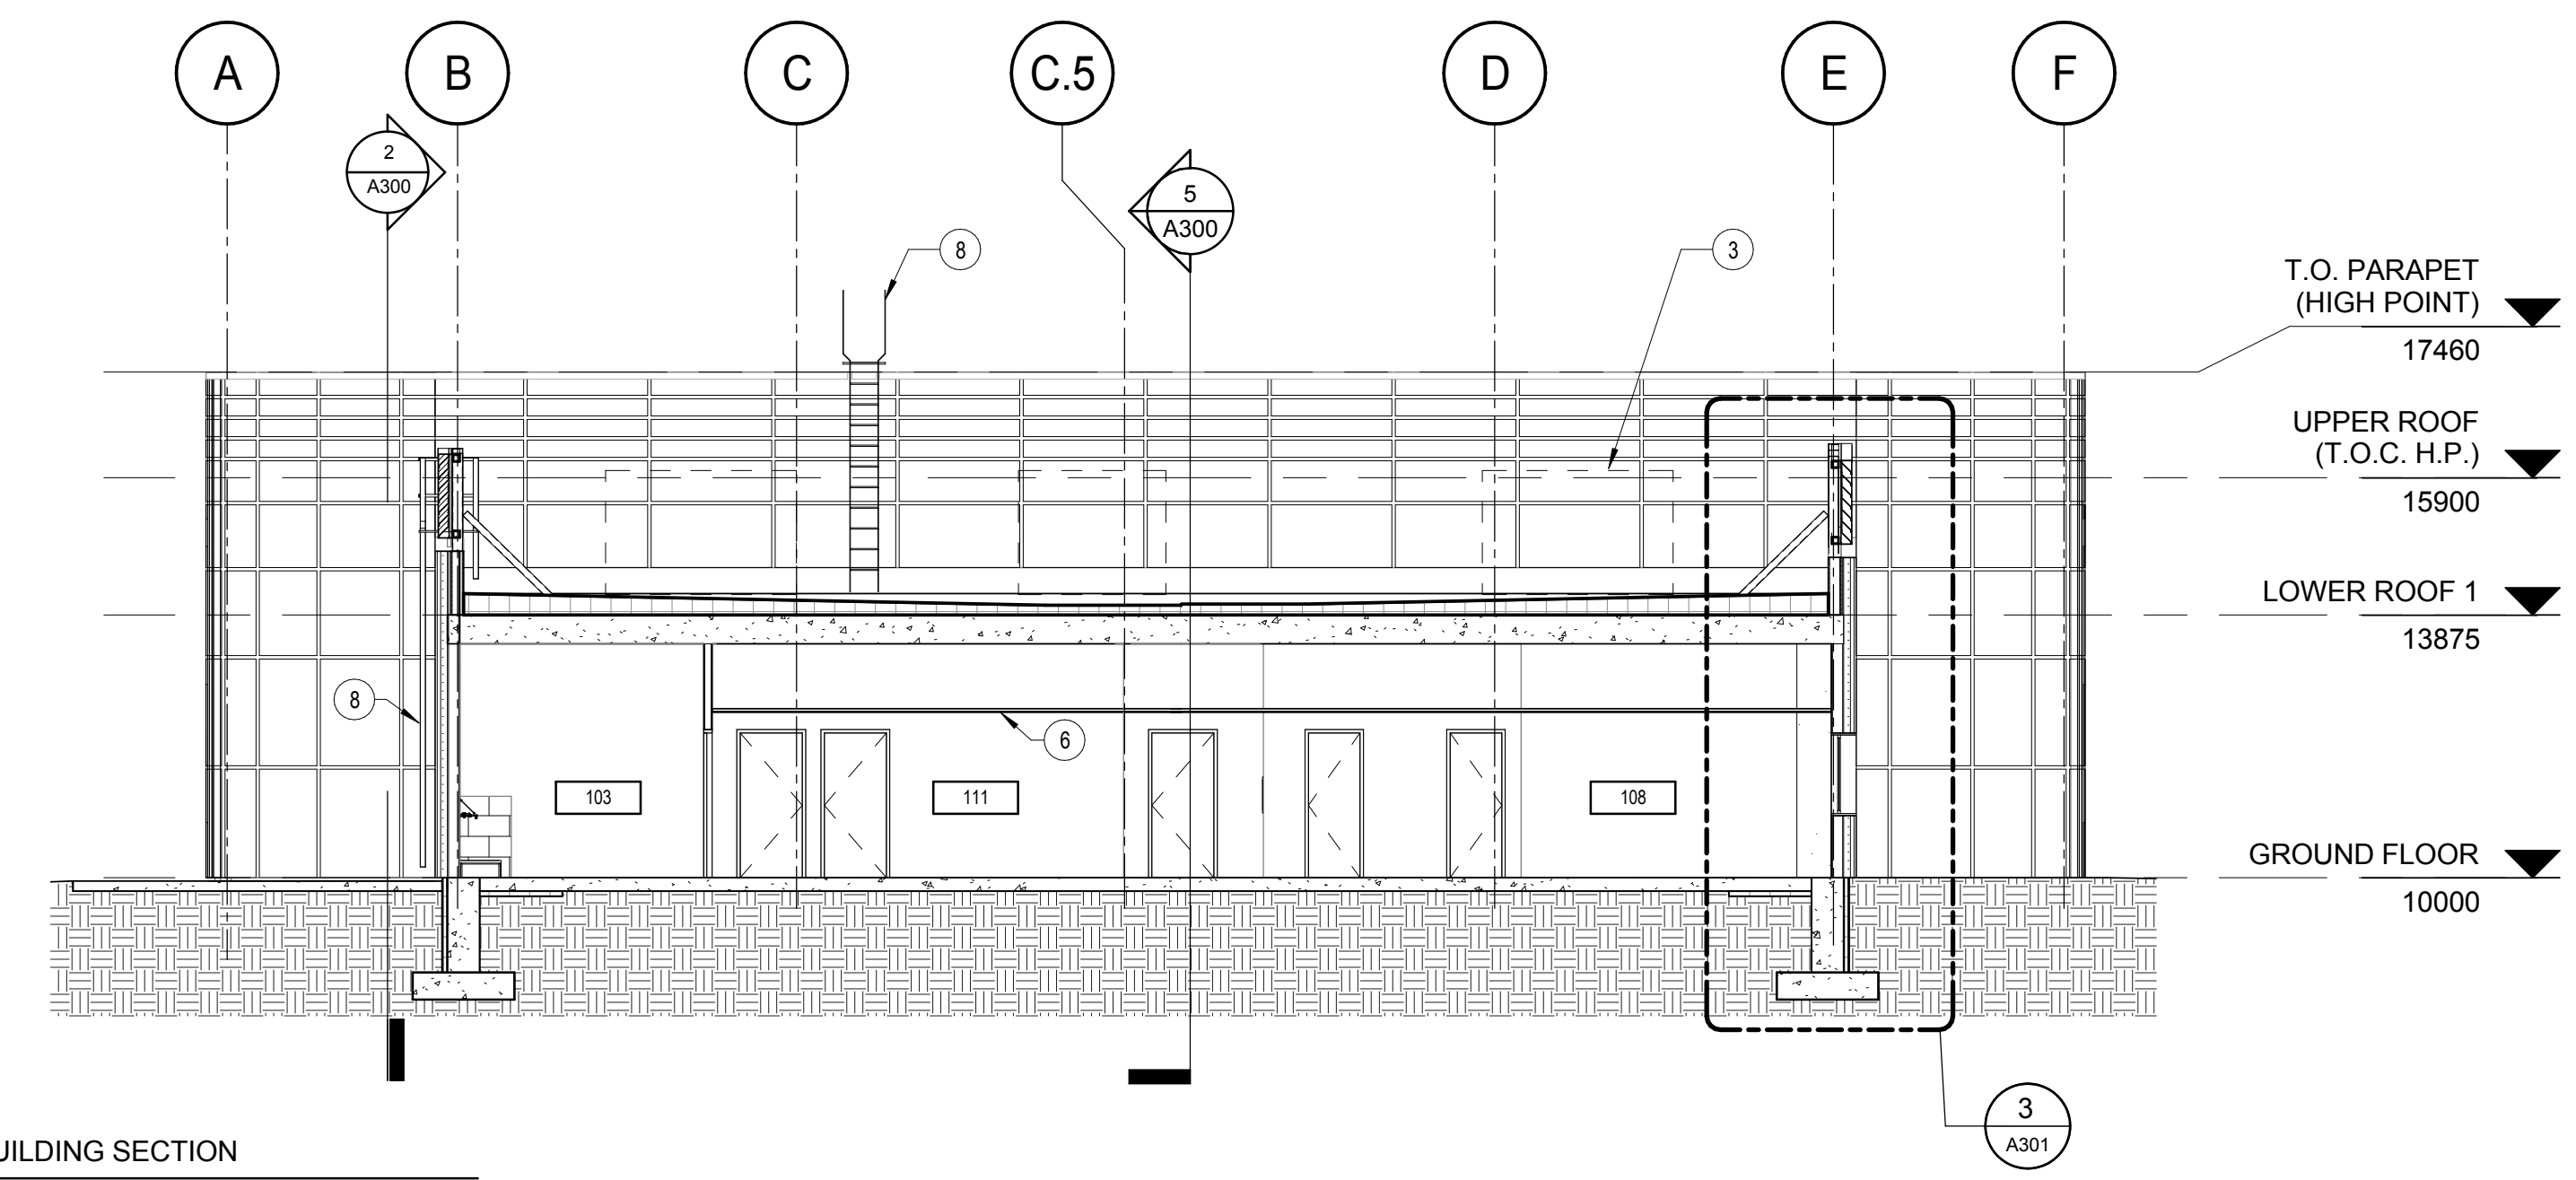 A B C C.5 D E F
2
A300
5
A300
8
3
T.O. PARAPET
(HIGH POINT)
17460
UPPER ROOF
(T.O.C. H.P.)
15900
LOWER ROOF 1
13875
8
6
103
111
108
GROUND FLOOR
10000
3
A301
UILDING SECTION